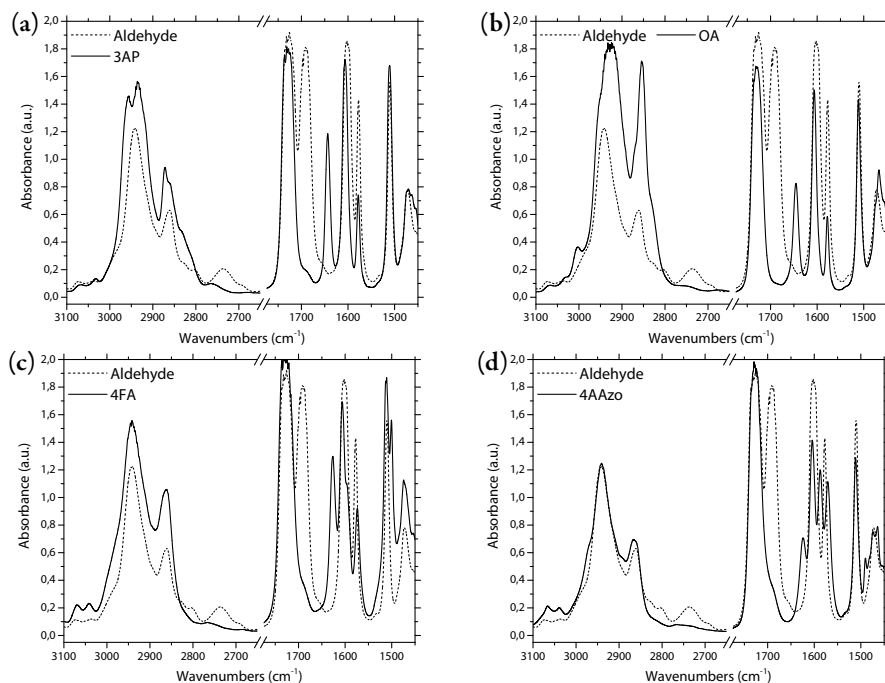 (a)
Aldehyde
3AP
Absorbance (a.u.)
2,0
1,8
1,6
1,4
1,2
1,0
0,8
0,6
0,4
0,2
0,0
3100 3000 2900 2800 2700 1700 1600 1500
Wavenumbers (cm⁻¹)
(b)
Aldehyde OA
Absorbance (a.u.)
2,0
1,8
1,6
1,4
1,2
1,0
0,8
0,6
0,4
0,2
0,0
3100 3000 2900 2800 2700 1700 1600 1500
Wavenumbers (cm⁻¹)
(c)
Aldehyde
4FA
Absorbance (a.u.)
2,0
1,8
1,6
1,4
1,2
1,0
0,8
0,6
0,4
0,2
0,0
3100 3000 2900 2800 2700 1700 1600 1500
Wavenumbers (cm⁻¹)
(d)
Aldehyde
4AAzo
Absorbance (a.u.)
2,0
1,8
1,6
1,4
1,2
1,0
0,8
0,6
0,4
0,2
0,0
3100 3000 2900 2800 2700 1700 1600 1500
Wavenumbers (cm⁻¹)